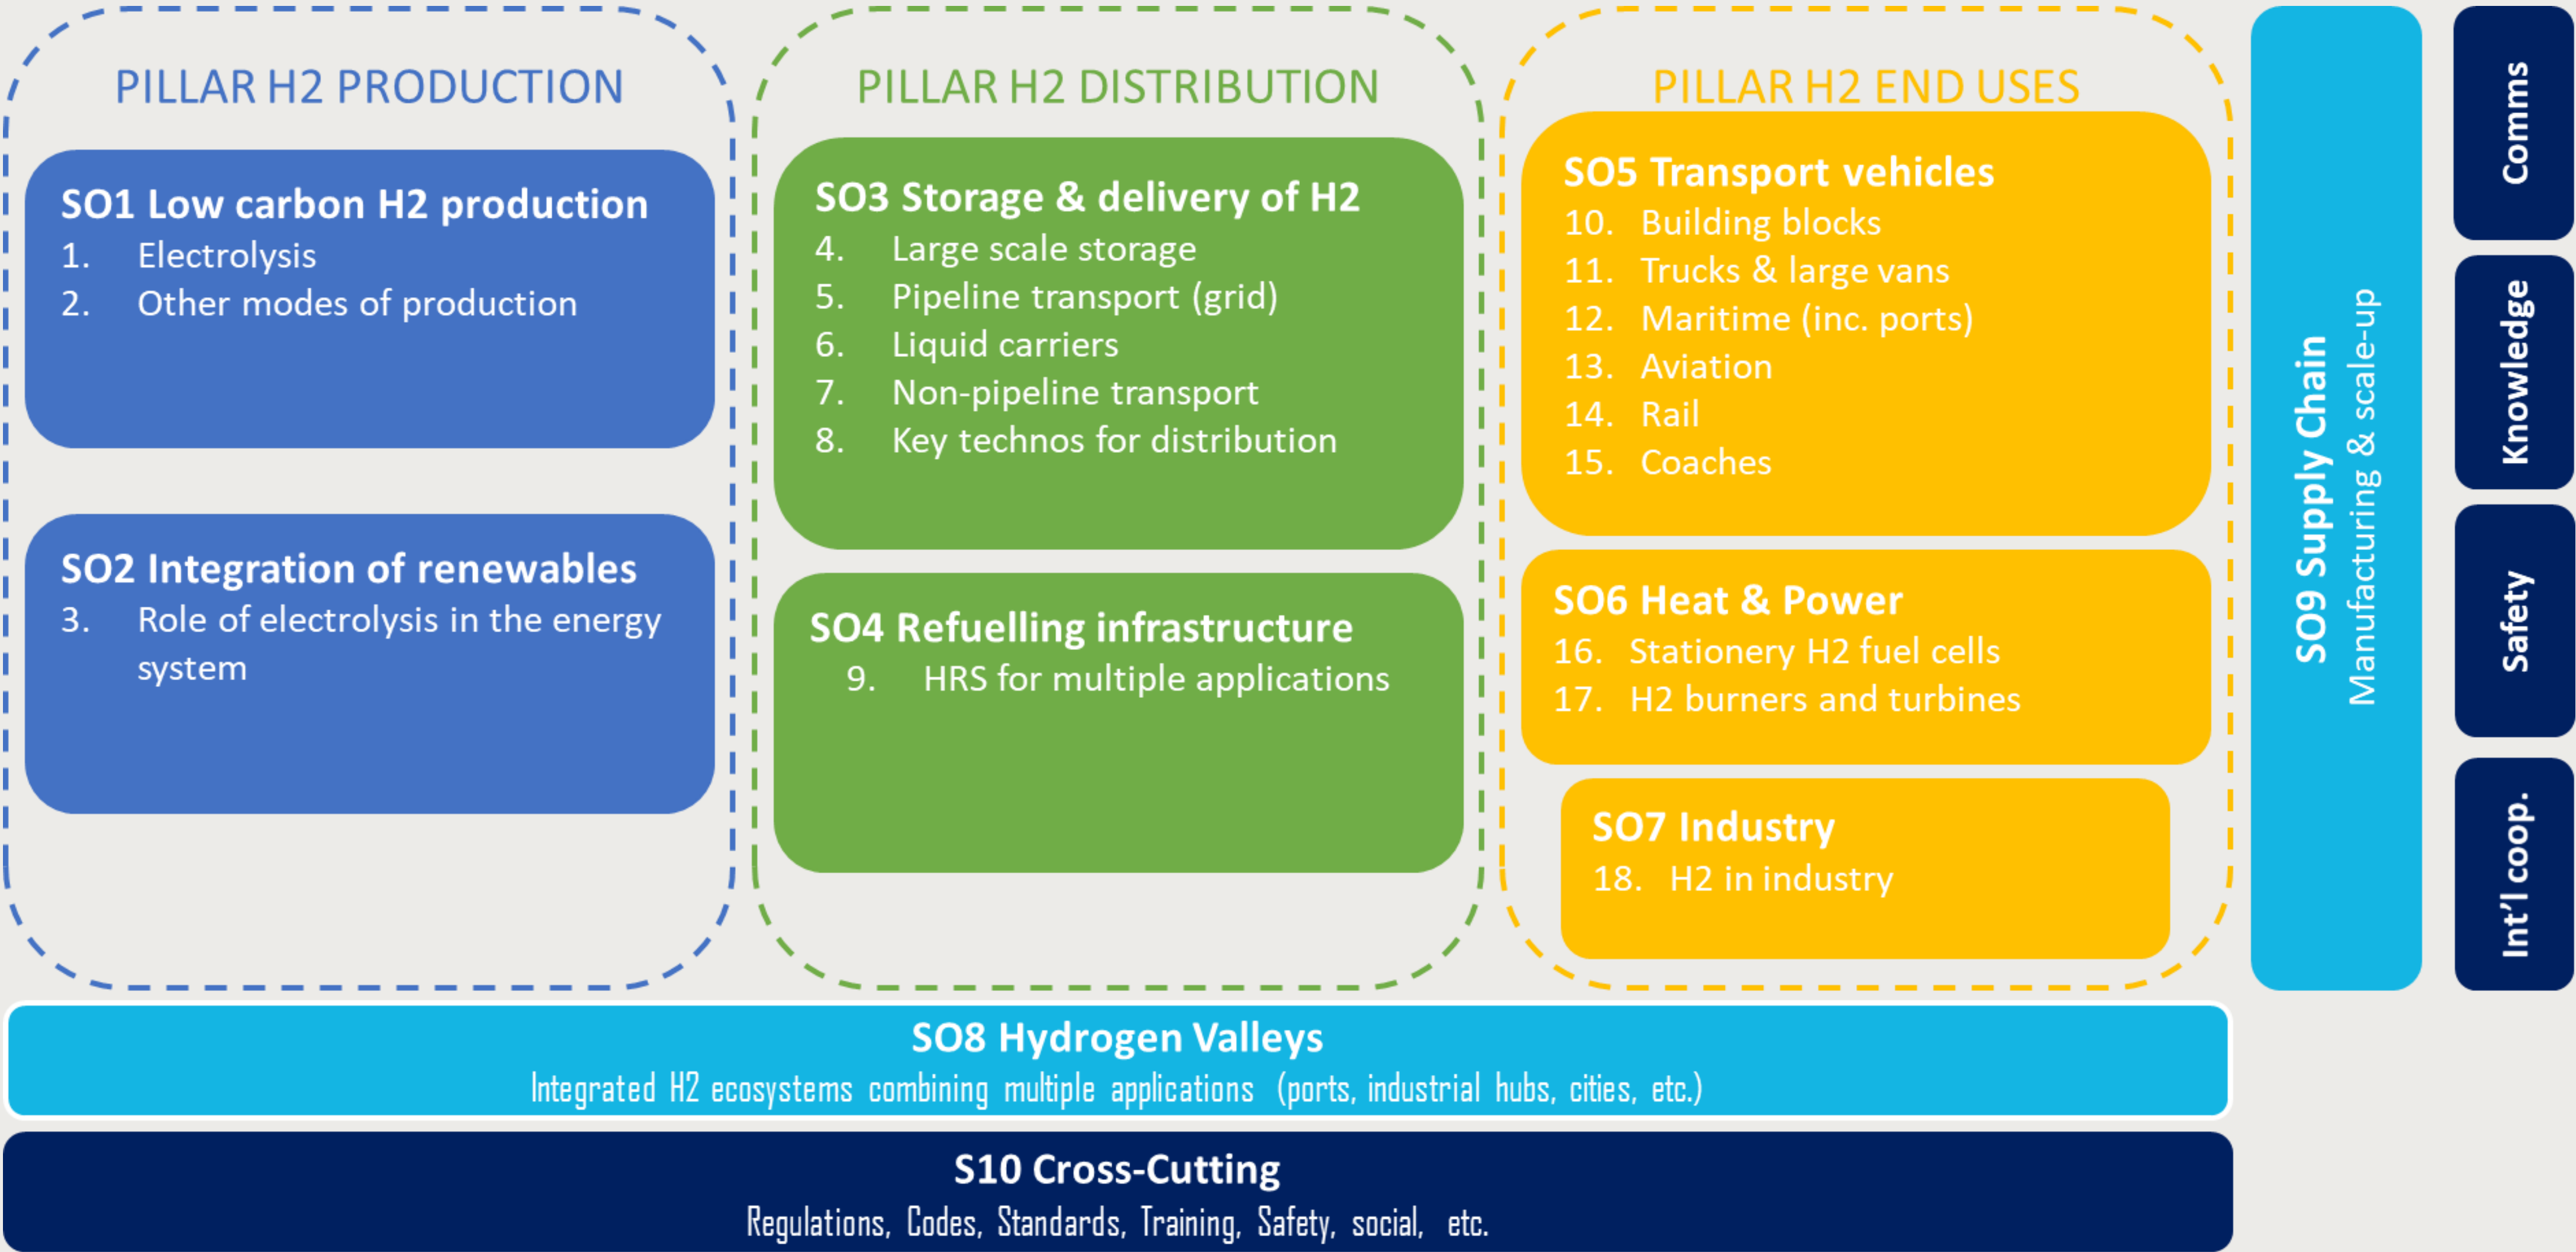 PILLAR H2 PRODUCTION
SO1 Low carbon H2 production
1. Electrolysis
2. Other modes of production
SO2 Integration of renewables
3. Role of electrolysis in the energy
system
PILLAR H2 DISTRIBUTION
SO3 Storage & delivery of H2
4. Large scale storage
5. Pipeline transport (grid)
6. Liquid carriers
7. Non-pipeline transport
8. Key technos for distribution
SO4 Refuelling infrastructure
9. HRS for multiple applications
PILLAR H2 END USES
SO5 Transport vehicles
10. Building blocks
11. Trucks & large vans
12. Maritime (inc. ports)
13. Aviation
14. Rail
15. Coaches
SO6 Heat & Power
16. Stationery H2 fuel cells
17. H2 burners and turbines
SO7 Industry
18. H2 in industry
SO9 Supply Chain
Manufacturing & scale-up
Comms
Knowledge
Safety
Int'l coop.
SO8 Hydrogen Valleys
Integrated H2 ecosystems combining multiple applications (ports, industrial hubs, cities, etc.)
S10 Cross-Cutting
Regulations, Codes, Standards, Training, Safety, social, etc.